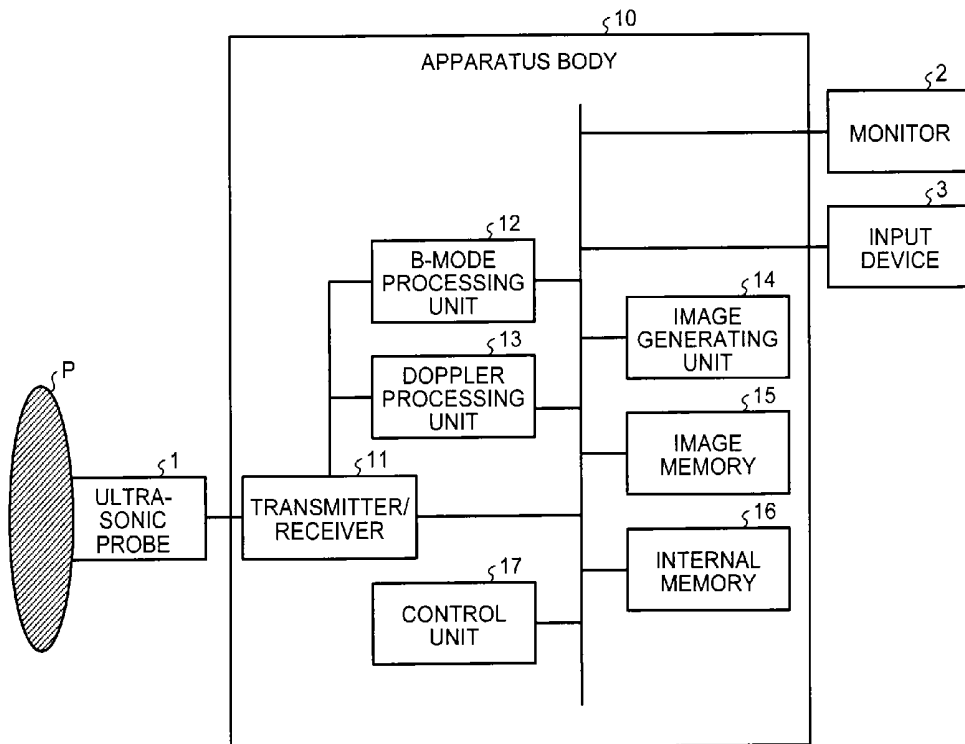 10
APPARATUS BODY
2
MONITOR
3
INPUT
DEVICE
12
B-MODE
PROCESSING
UNIT
14
IMAGE
GENERATING
UNIT
13
DOPPLER
PROCESSING
UNIT
P
15
IMAGE
MEMORY
1
ULTRA-
SONIC
PROBE
11
TRANSMITTER/
RECEIVER
16
INTERNAL
MEMORY
17
CONTROL
UNIT